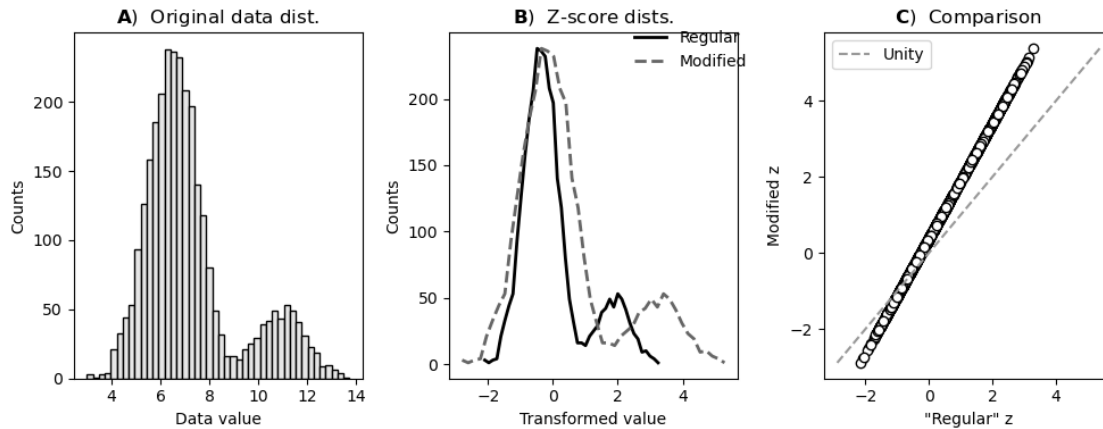 A)  Original data dist.
Counts
200
150
100
50
0
4
6
8
10
12
14
Data value
B)  Z-score dists.
Regular
Modified
Counts
200
150
100
50
0
−2
0
2
4
Transformed value
C)  Comparison
Unity
Modified z
4
2
0
−2
−2
0
2
4
"Regular" z